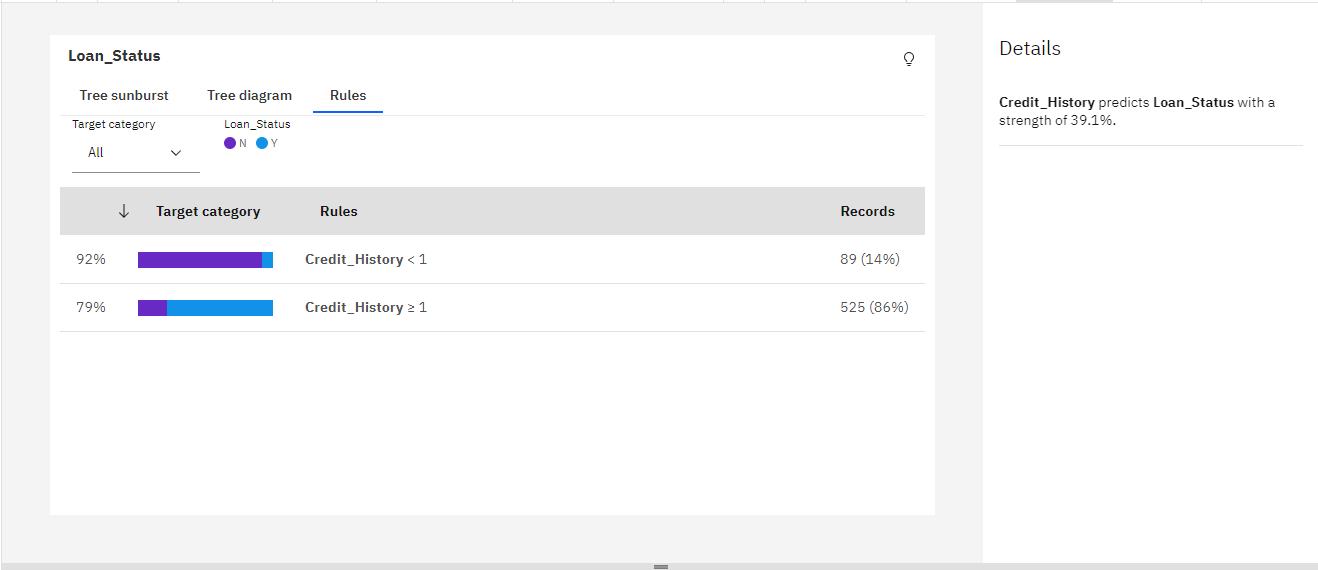 Loan_Status
Tree sunburst Tree diagram Rules
Target category Loan_Status
All N Y
Target category Rules Records
92% Credit_History < 1 89 (14%)
79% Credit_History ≥ 1 525 (86%)
Details
Credit_History predicts Loan_Status with a
strength of 39.1%.